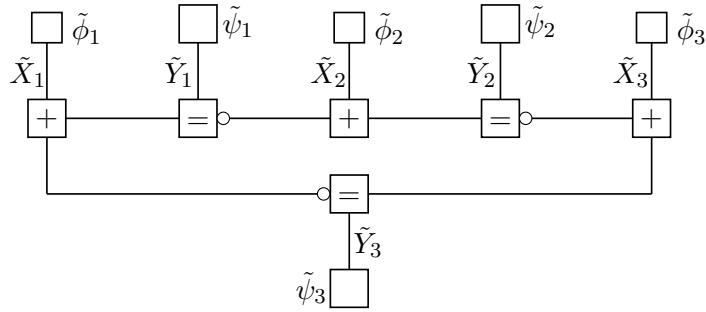 φ̃₁ ψ̃₁ φ̃₂ ψ̃₂ φ̃₃
X̃₁ Ỹ₁ X̃₂ Ỹ₂ X̃₃
+ = + = +
=
Ỹ₃
ψ̃₃